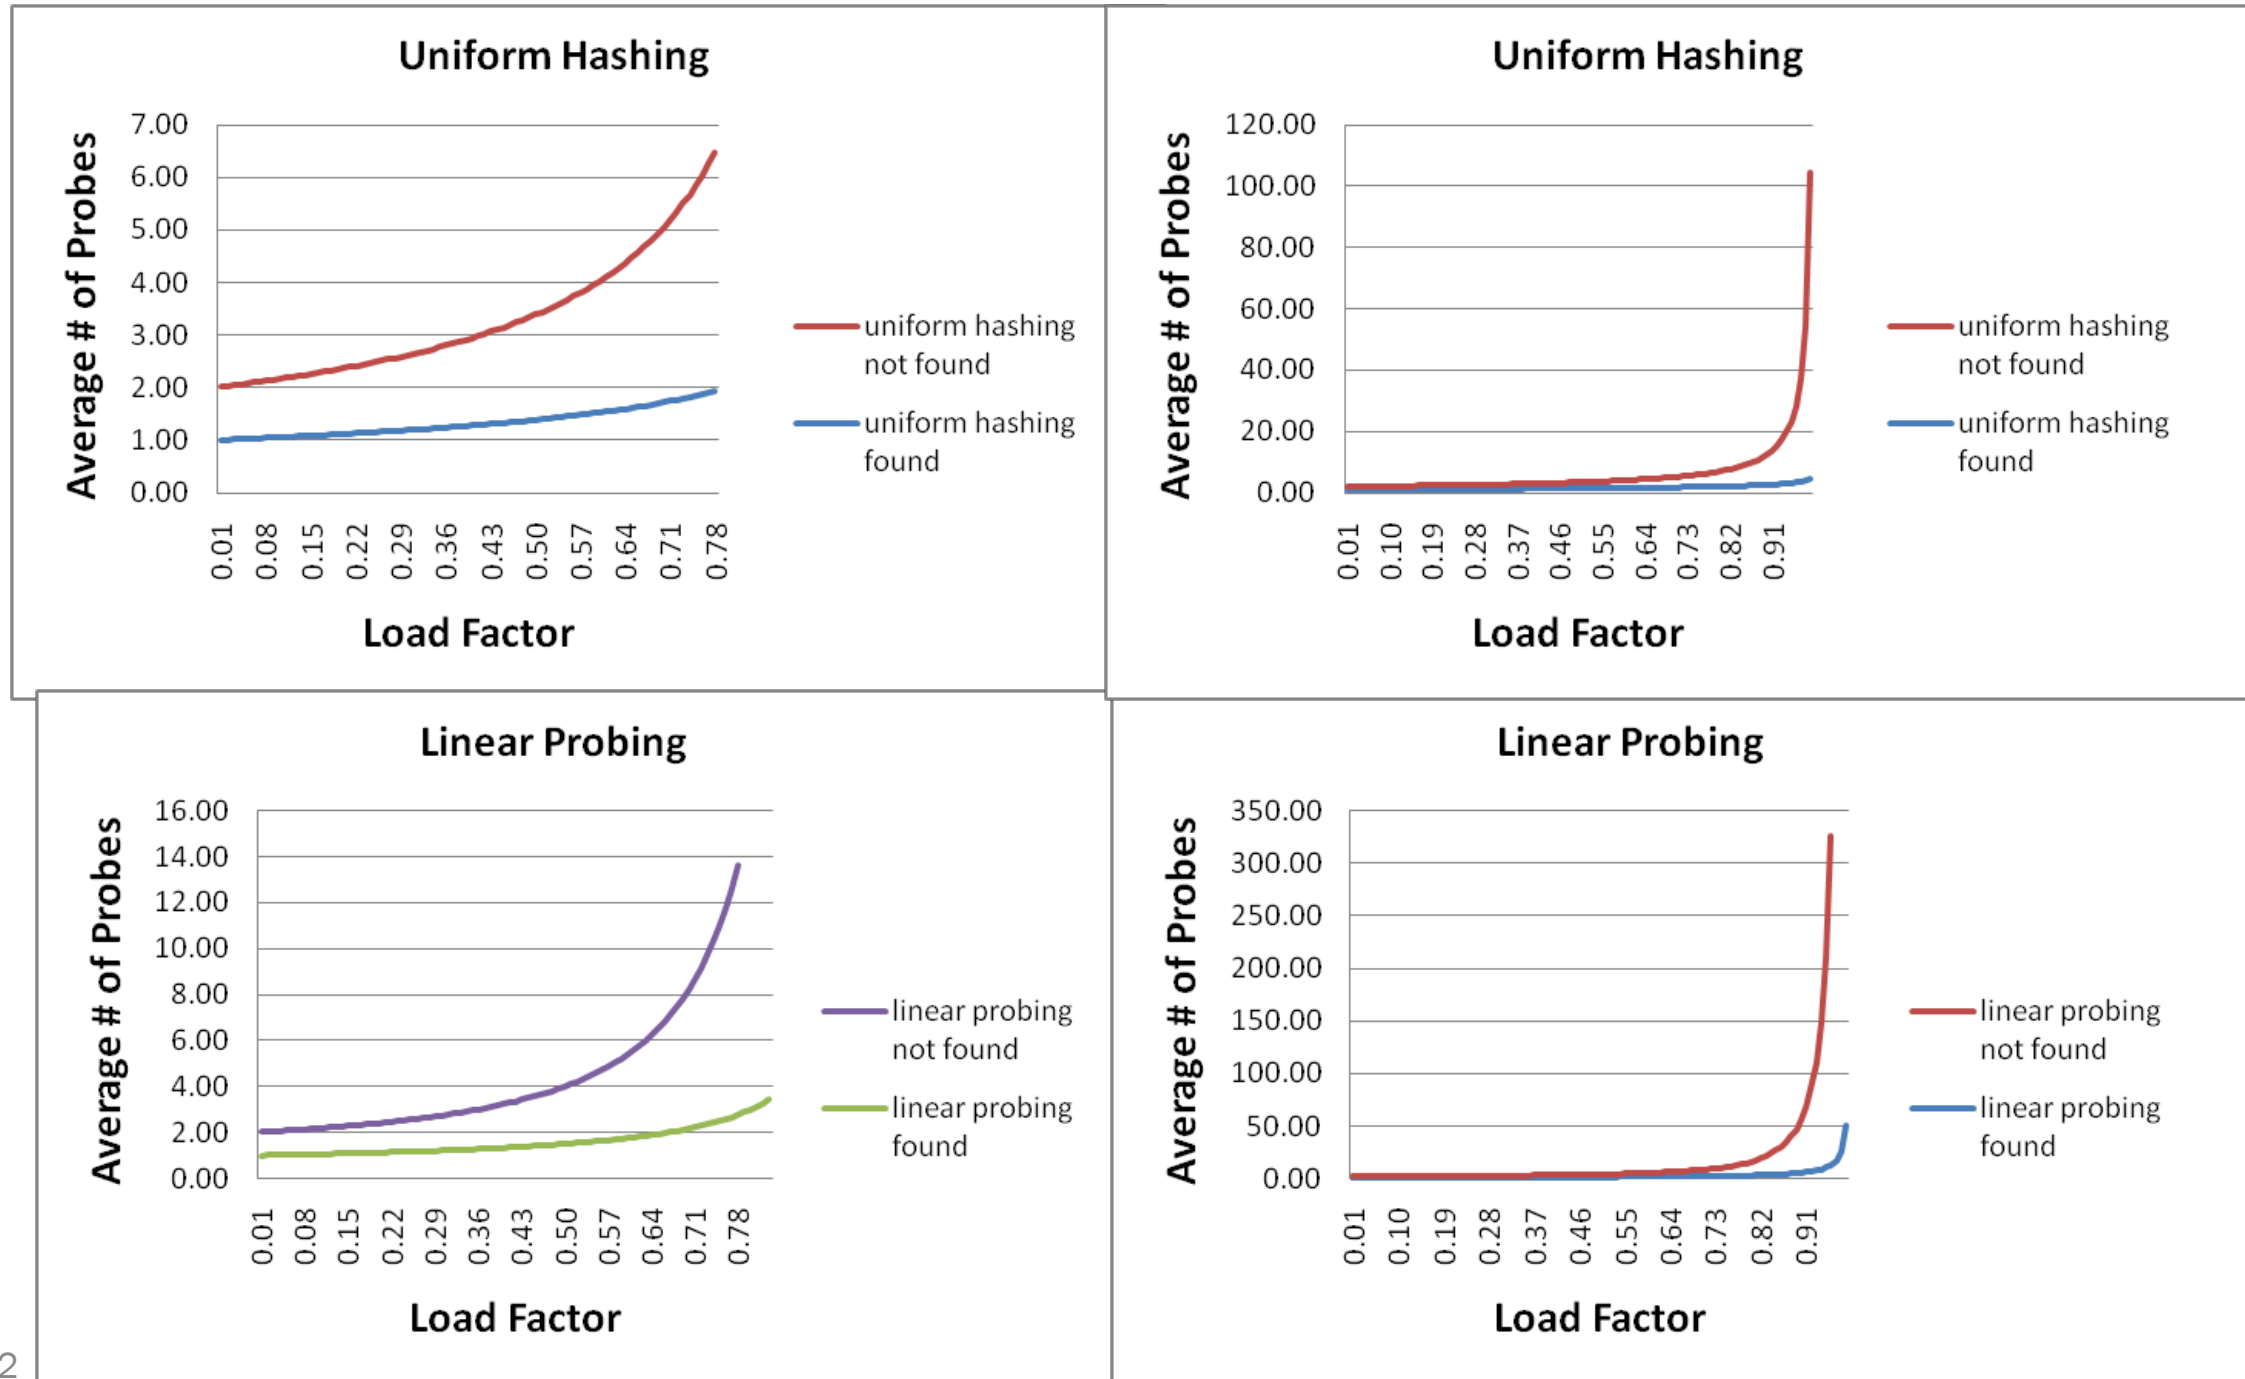 Uniform Hashing
Average # of Probes
7.00
6.00
5.00
4.00
3.00
2.00
1.00
0.00
0.01 0.08 0.15 0.22 0.29 0.36 0.43 0.50 0.57 0.64 0.71 0.78
Load Factor
uniform hashing
not found
uniform hashing
found
Uniform Hashing
Average # of Probes
120.00
100.00
80.00
60.00
40.00
20.00
0.00
0.01 0.10 0.19 0.28 0.37 0.46 0.55 0.64 0.73 0.82 0.91
Load Factor
uniform hashing
not found
uniform hashing
found
Linear Probing
Average # of Probes
16.00
14.00
12.00
10.00
8.00
6.00
4.00
2.00
0.00
0.01 0.08 0.15 0.22 0.29 0.36 0.43 0.50 0.57 0.64 0.71 0.78
Load Factor
linear probing
not found
linear probing
found
Linear Probing
Average # of Probes
350.00
300.00
250.00
200.00
150.00
100.00
50.00
0.00
0.01 0.10 0.19 0.28 0.37 0.46 0.55 0.64 0.73 0.82 0.91
Load Factor
linear probing
not found
linear probing
found
2